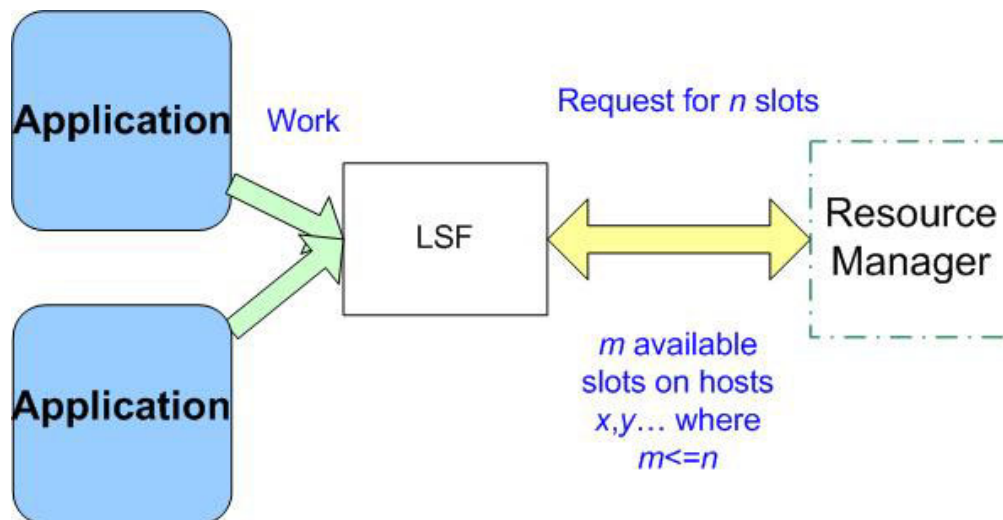 Application
Work
Request for n slots
LSF
Resource
Manager
Application
m available
slots on hosts
x,y... where
m<=n